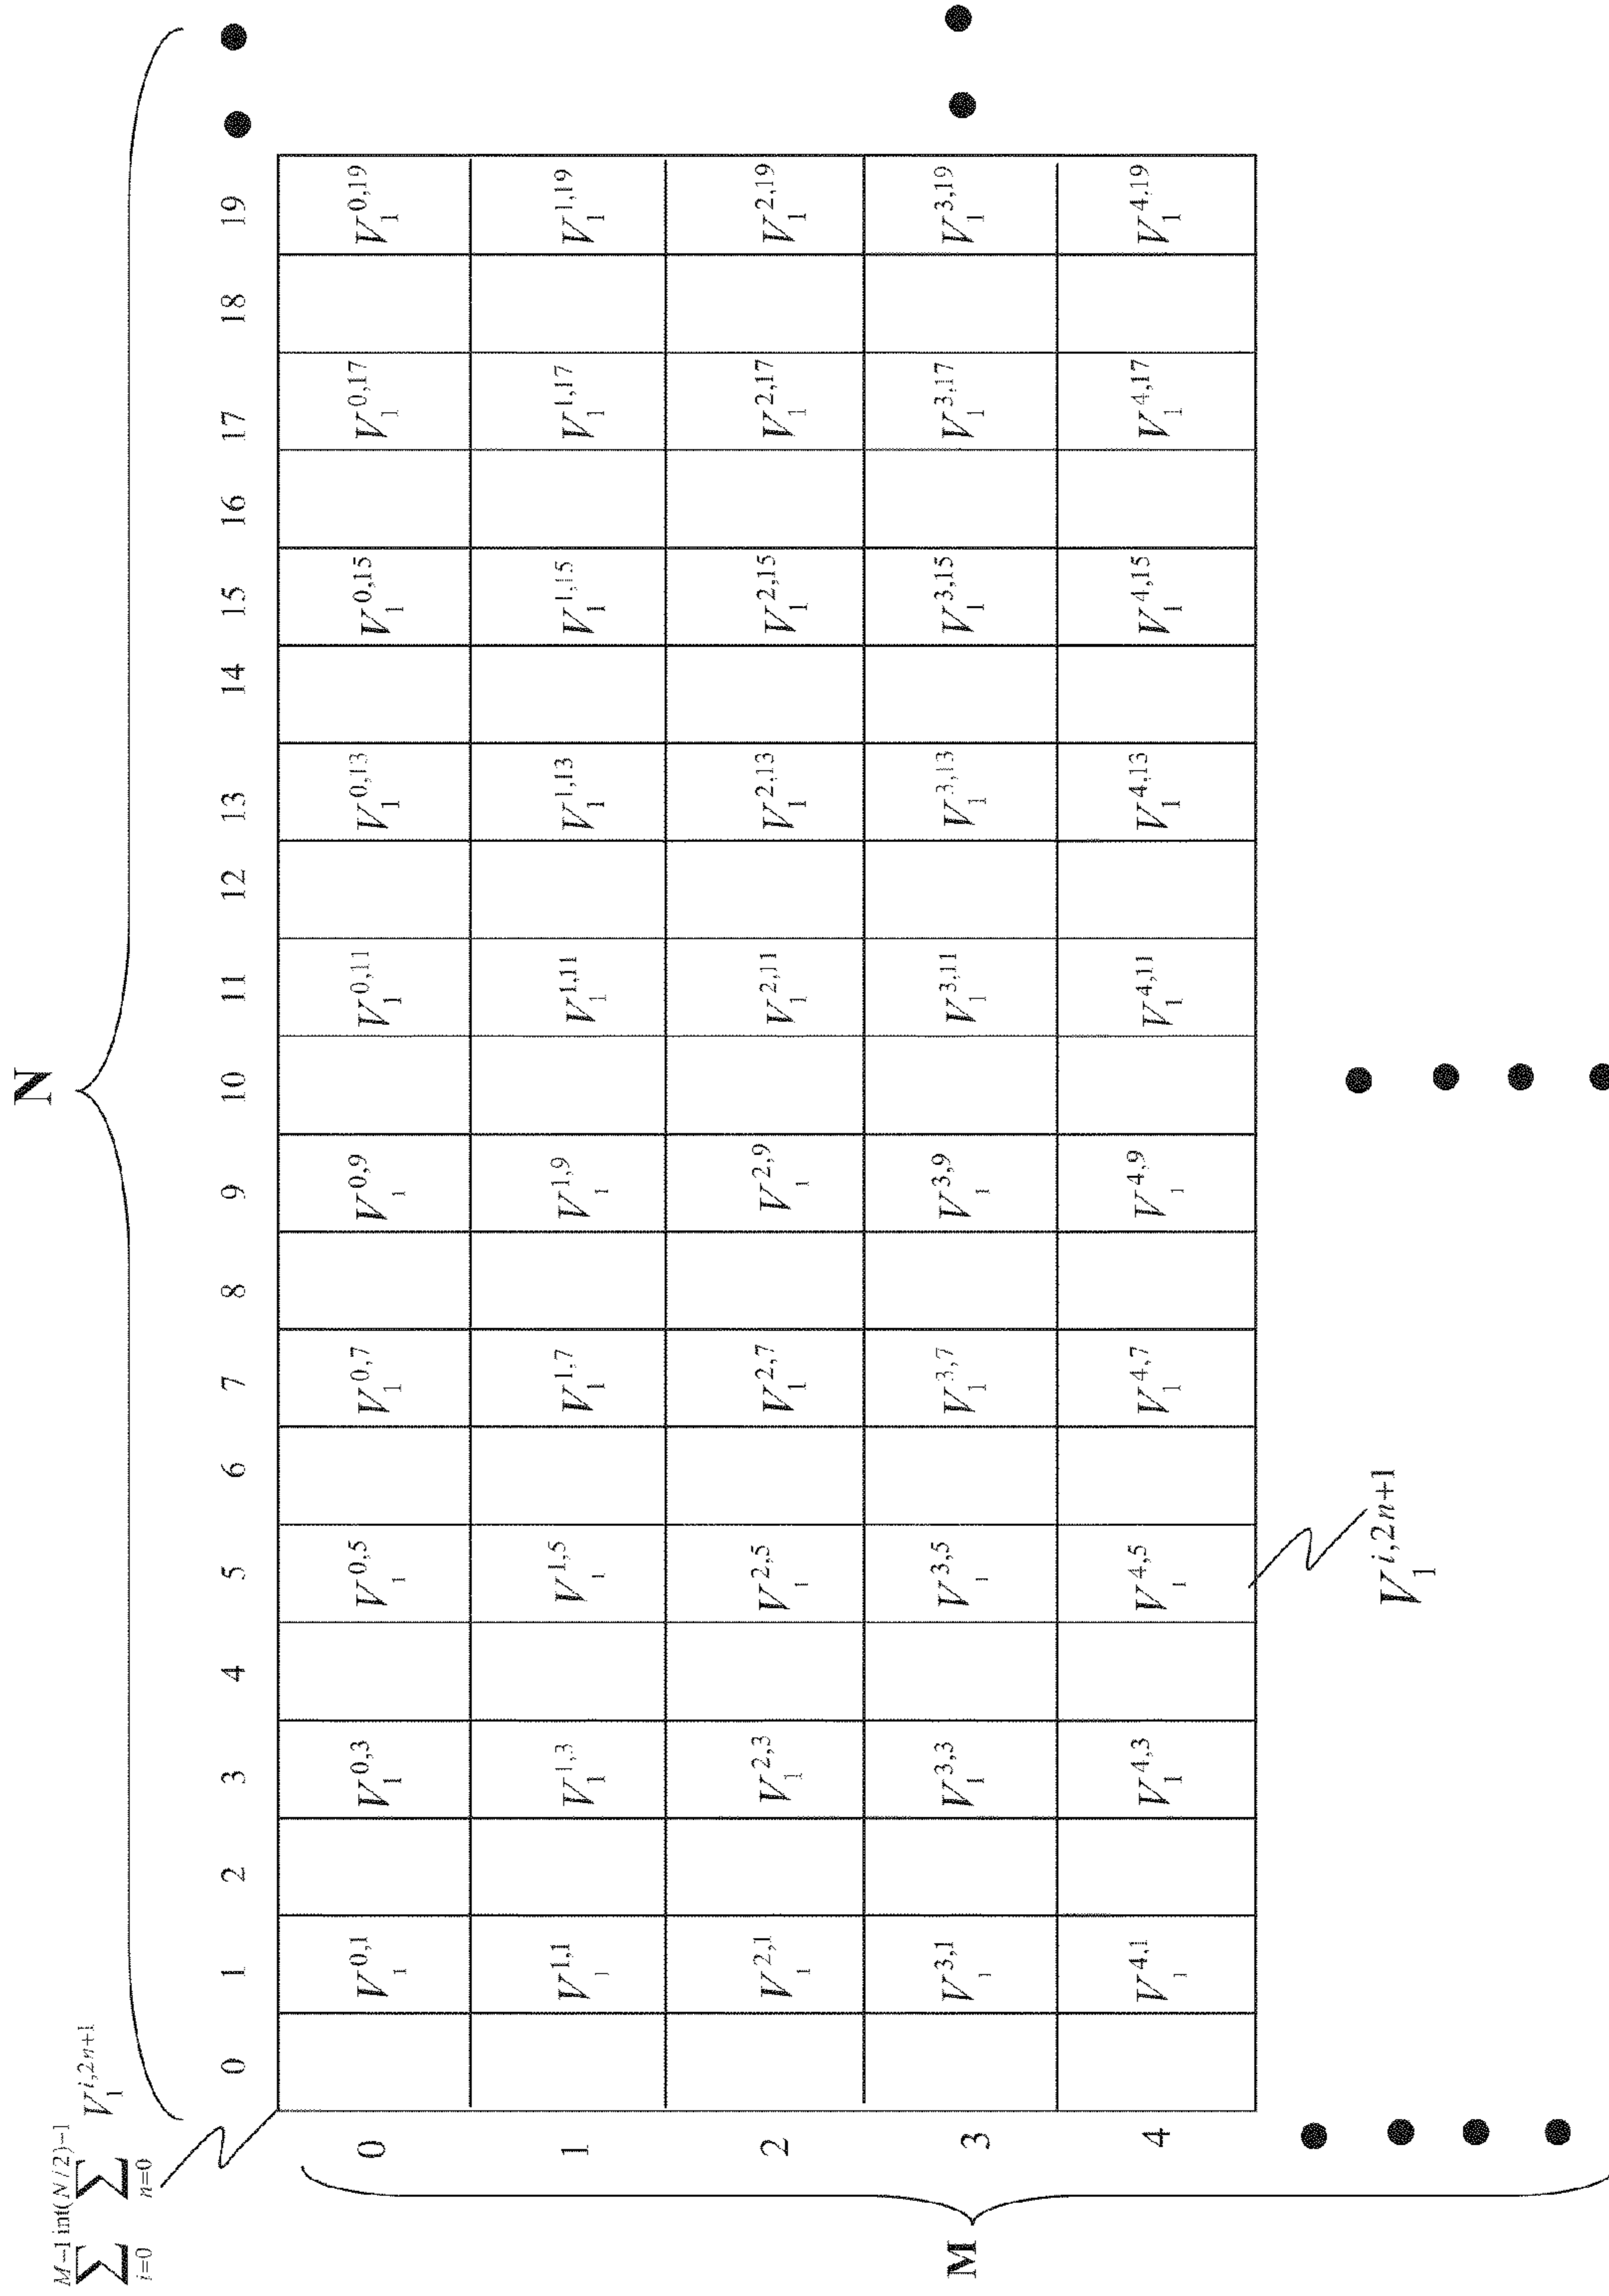 N
\sum_{i=0}^{M-1} \sum_{n=0}^{int(N/2)-1} V_1^{i,2n+1}
0 1 2 3 4 5 6 7 8 9 10 11 12 13 14 15 16 17 18 19
M
0 V_1^{0,1} V_1^{0,3} V_1^{0,5} V_1^{0,7} V_1^{0,9} V_1^{0,11} V_1^{0,13} V_1^{0,15} V_1^{0,17} V_1^{0,19}
1 V_1^{1,1} V_1^{1,3} V_1^{1,5} V_1^{1,7} V_1^{1,9} V_1^{1,11} V_1^{1,13} V_1^{1,15} V_1^{1,17} V_1^{1,19}
2 V_1^{2,1} V_1^{2,3} V_1^{2,5} V_1^{2,7} V_1^{2,9} V_1^{2,11} V_1^{2,13} V_1^{2,15} V_1^{2,17} V_1^{2,19}
3 V_1^{3,1} V_1^{3,3} V_1^{3,5} V_1^{3,7} V_1^{3,9} V_1^{3,11} V_1^{3,13} V_1^{3,15} V_1^{3,17} V_1^{3,19}
4 V_1^{4,1} V_1^{4,3} V_1^{4,5} V_1^{4,7} V_1^{4,9} V_1^{4,11} V_1^{4,13} V_1^{4,15} V_1^{4,17} V_1^{4,19}
V_1^{i,2n+1}